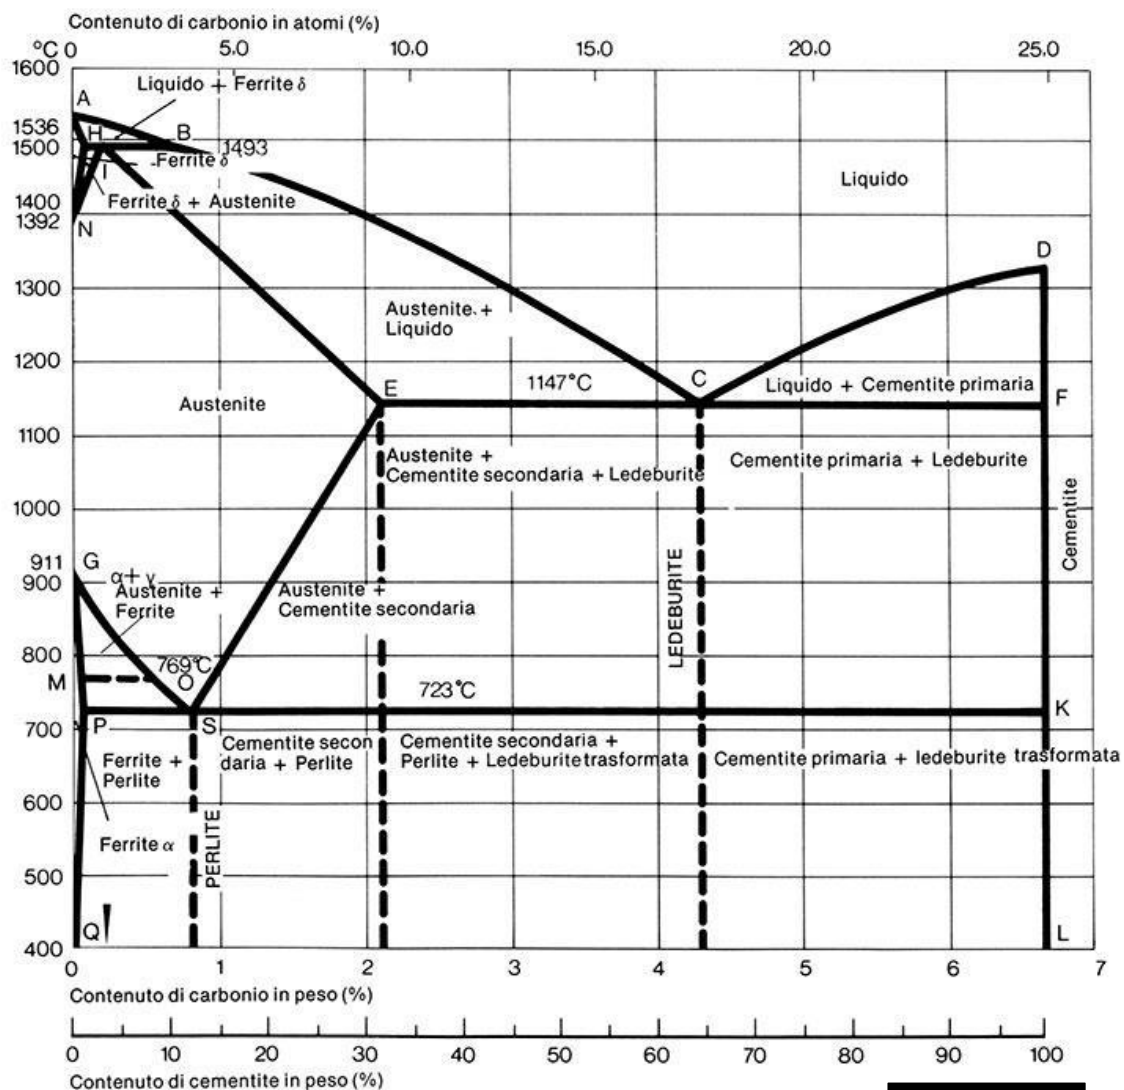 Contenuto di carbonio in atomi (%)
°C 0 5.0 10.0 15.0 20.0 25.0
1600
Liquido + Ferrite δ
A
1536
H B
1500
1493
Ferrite δ
I
Liquido
1400
Ferrite δ + Austenite
1392
N
D
1300
Austenite +
Liquido
1200
1147°C
C
E
Liquido + Cementite primaria
F
Austenite
1100
Austenite +
Cementite secondaria + Ledeburite
Cementite primaria + Ledeburite
1000
Cementite
911
G
α + γ
900
Austenite +
Ferrite
Austenite +
Cementite secondaria
LEDEBURITE
800
769°C
M
O
723°C
P
S
K
700
Ferrite +
Perlite
Cementite secon
daria + Perlite
Cementite secondaria +
Perlite + Ledeburite trasformata
Cementite primaria + ledeburite trasformata
600
Ferrite α
PERLITE
500
Q
L
400
0 1 2 3 4 5 6 7
Contenuto di carbonio in peso (%)
0 10 20 30 40 50 60 70 80 90 100
Contenuto di cementite in peso (%)